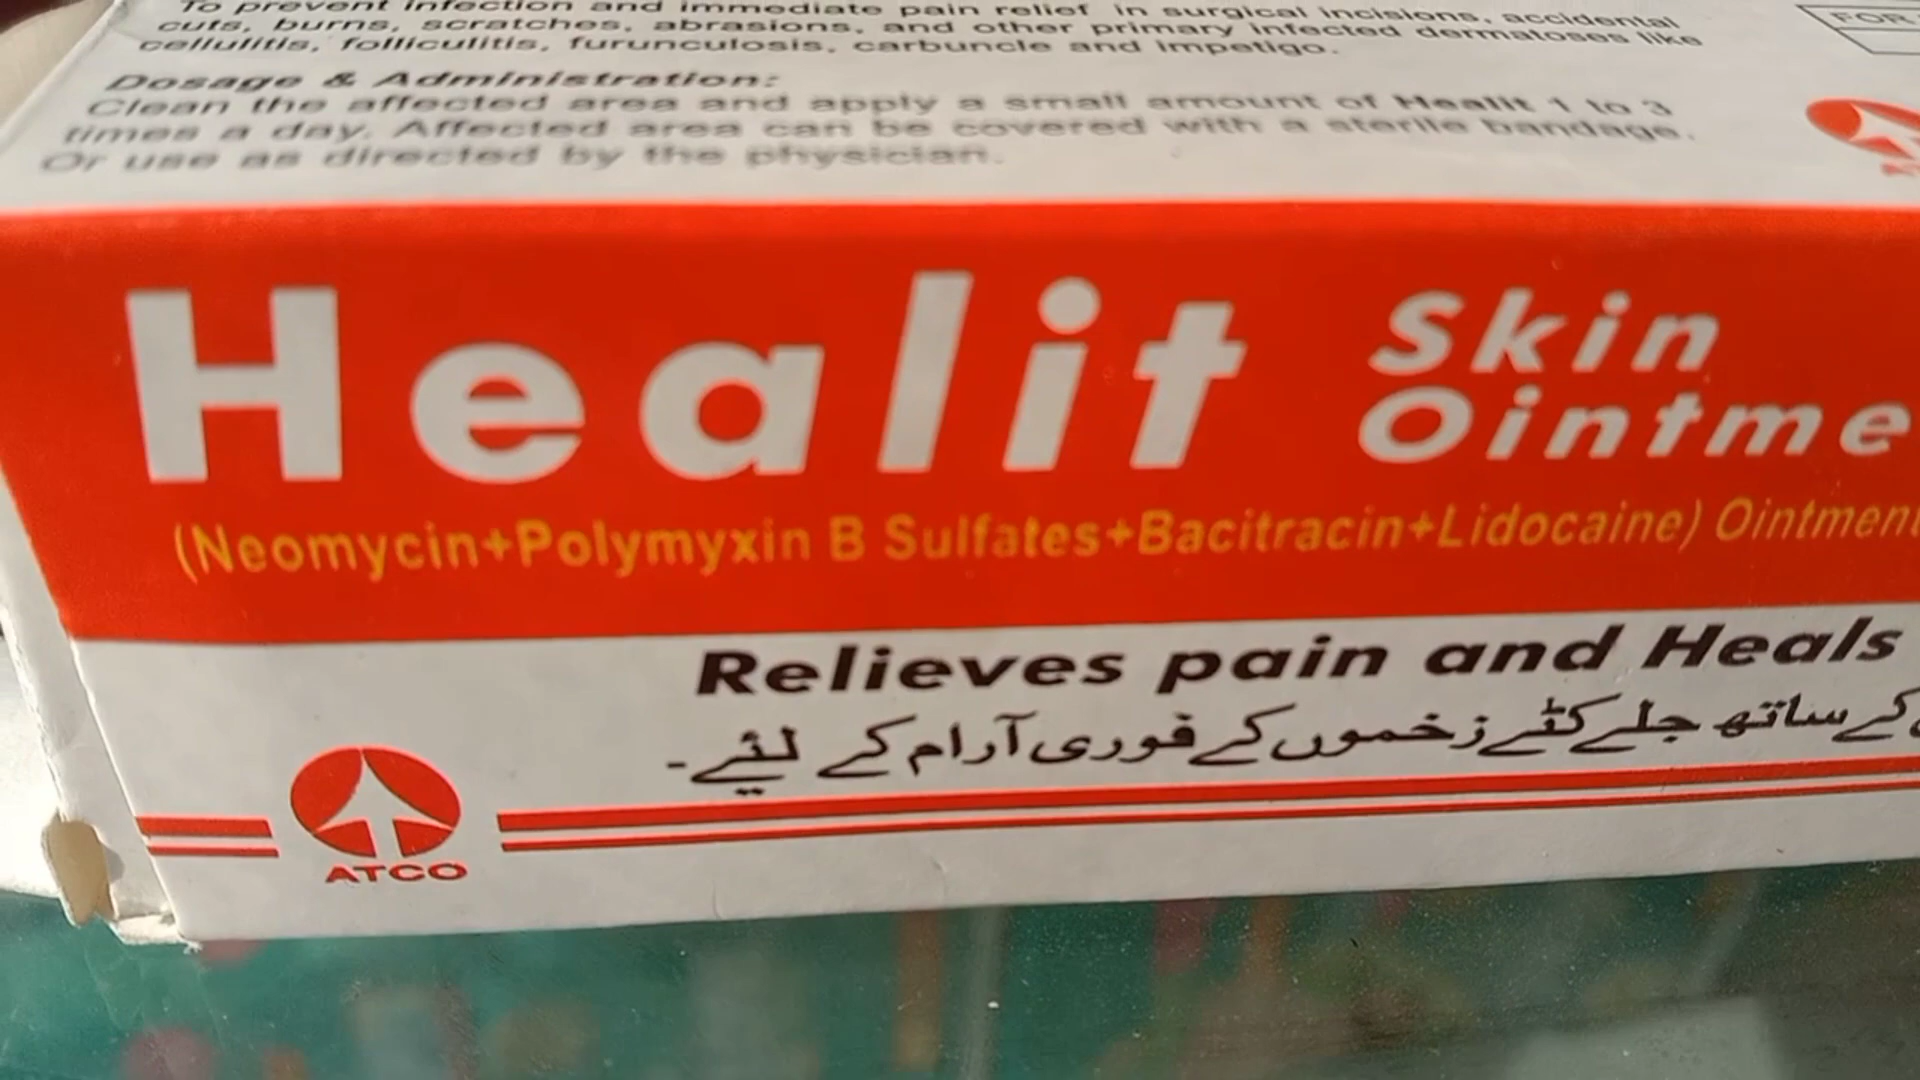 To prevent infection and immediate pain relief in surgical incisions, accidental
cuts, burns, scratches, abrasions, and other primary infected dermatoses like
cellulitis, folliculitis, furunculosis, carbuncle and impetigo.
FOR
Dosage & Administration:
Clean the affected area and apply a small amount of Healit 1 to 3
times a day. Affected area can be covered with a sterile bandage.
Or use as directed by the physician.
Healit Skin
Ointme
(Neomycin+Polymyxin B Sulfates+Bacitracin+Lidocaine) Ointment
Relieves pain and Heals
کے ساتھ جلے کٹے زخموں کے فوری آرام کے لئیے۔
ATCO